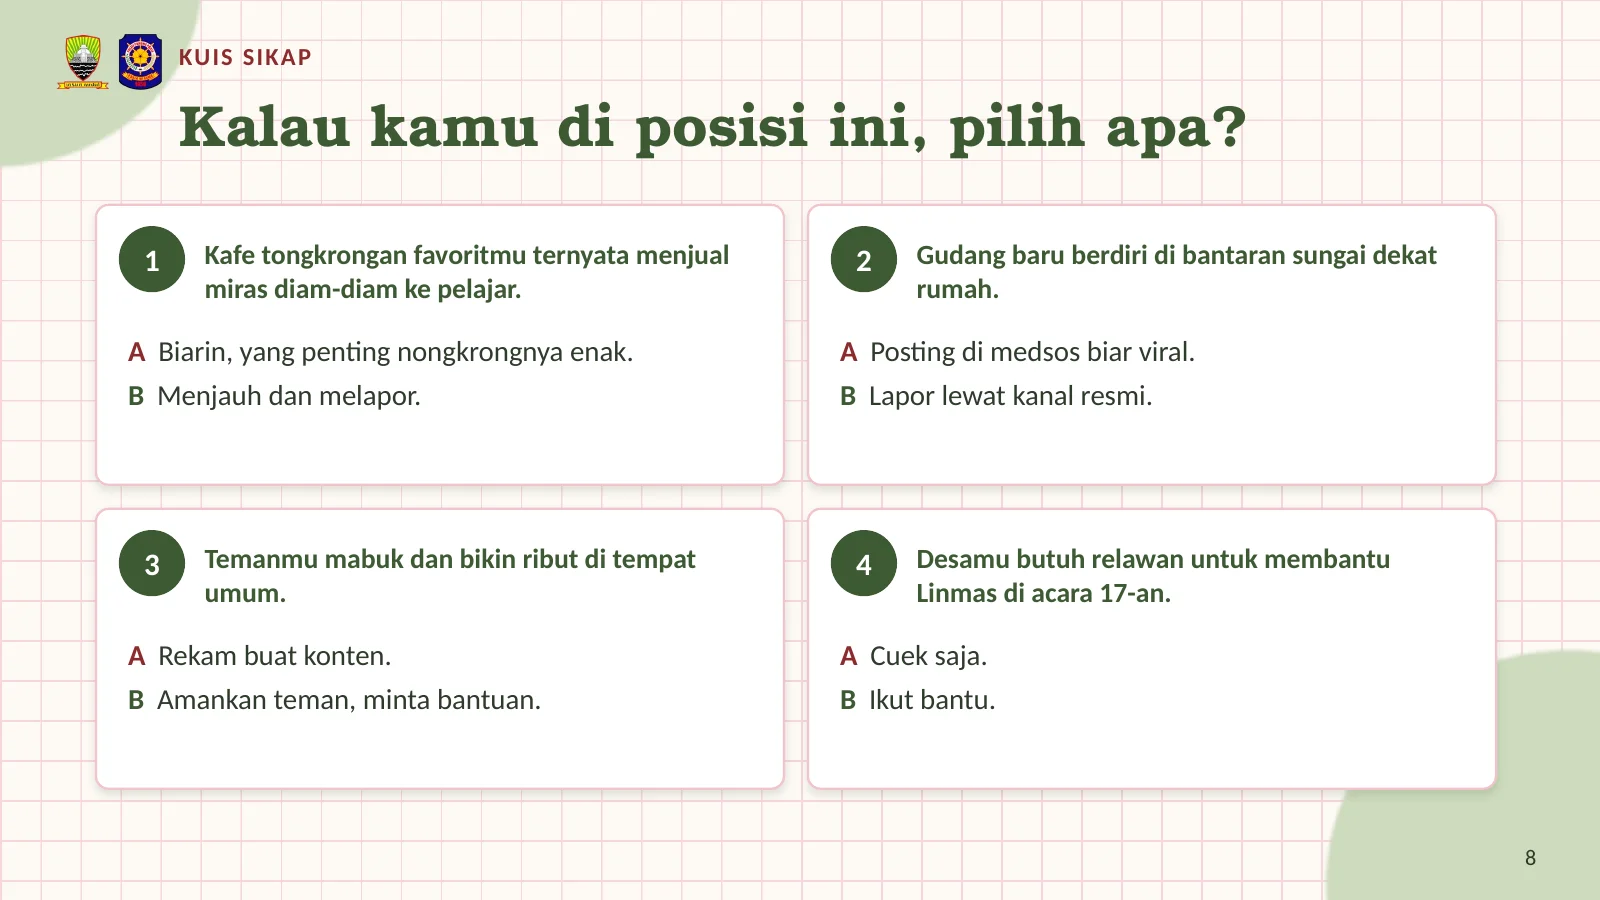 KUIS SIKAP
Kalau kamu di posisi ini, pilih apa?
1
Kafe tongkrongan favoritmu ternyata menjual
miras diam-diam ke pelajar.
A Biarin, yang penting nongkrongnya enak.
B Menjauh dan melapor.
2
Gudang baru berdiri di bantaran sungai dekat
rumah.
A Posting di medsos biar viral.
B Lapor lewat kanal resmi.
3
Temanmu mabuk dan bikin ribut di tempat
umum.
A Rekam buat konten.
B Amankan teman, minta bantuan.
4
Desamu butuh relawan untuk membantu
Linmas di acara 17-an.
A Cuek saja.
B Ikut bantu.
8